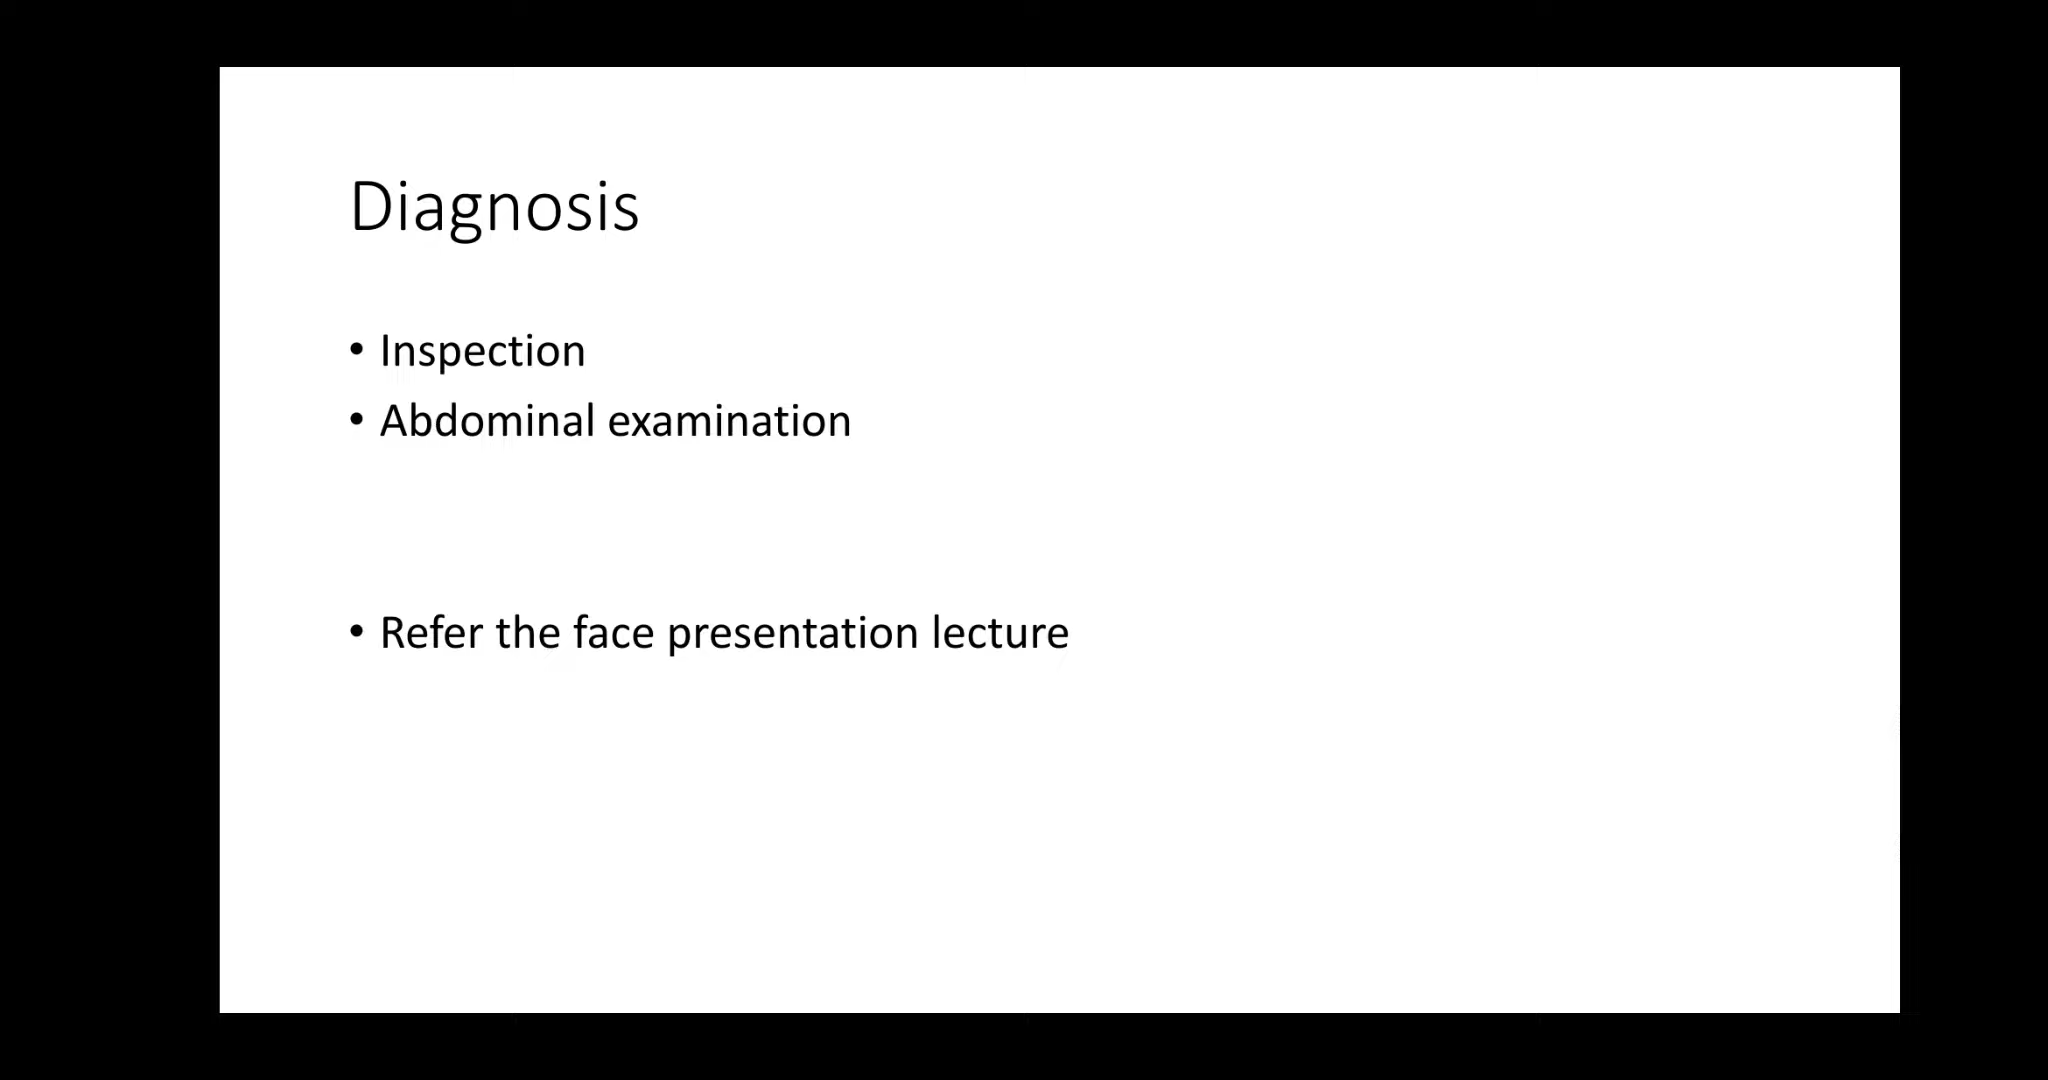 Diagnosis
• Inspection
• Abdominal examination
• Refer the face presentation lecture